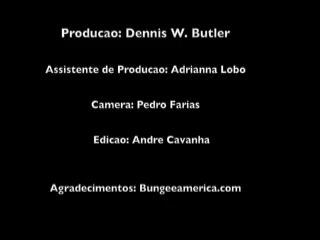 Producao: Dennis W. Butler
Assistente de Producao: Adrianna Lobo
Camera: Pedro Farias
Edicao: Andre Cavanha
Agradecimentos: Bungeeamerica.com